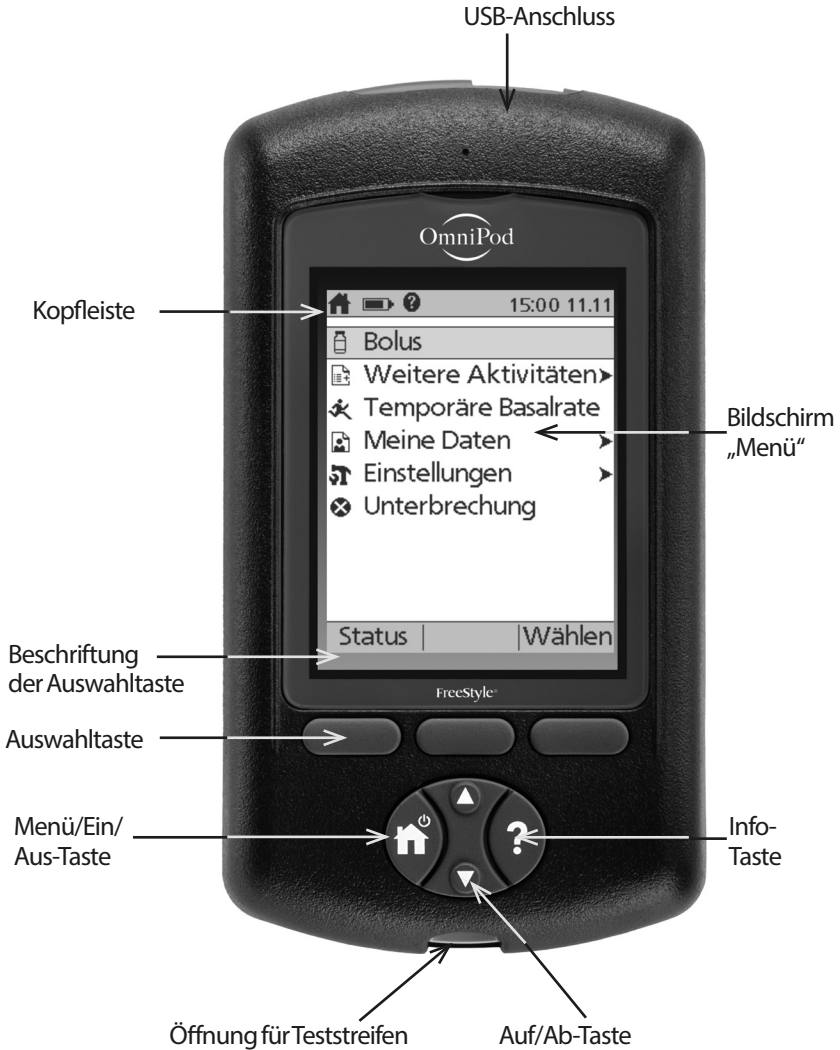 USB-Anschluss
OmniPod
Kopfleiste
15:00 11.11
Bolus
Weitere Aktivitäten
Temporäre Basalrate
Meine Daten
Einstellungen
Unterbrechung
Bildschirm
„Menü“
Status
Wählen
Beschriftung
der Auswahltaste
FreeStyle®
Auswahltaste
Menü/Ein/
Aus-Taste
Info-
Taste
Öffnung für Teststreifen
Auf/Ab-Taste